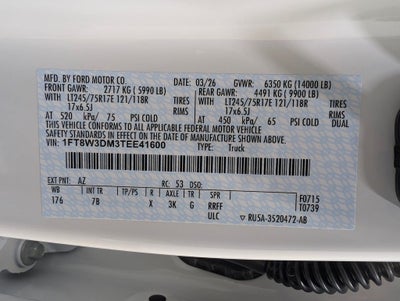 MFD. BY FORD MOTOR CO. 03/26 GVWR: 6350 KG (14000 LB)
FRONT GAWR: 2717 KG ( 5990 LB) REAR GAWR: 4491 KG ( 9900 LB)
WITH WITH
LT245/75R17E 121/118R TIRES LT245/75R17E 121/118R TIRES
17x6.5J RIMS 17x6.5J RIMS
AT 520 kPa/ 75 PSI COLD AT 450 kPa/ 65 PSI COLD DUAL
THIS VEHICLE CONFORMS TO ALL APPLICABLE FEDERAL MOTOR VEHICLE
SAFETY STANDARDS IN EFFECT ON THE DATE OF MANUFACTURE SHOWN ABOVE.
VIN: 1FT8W3DM3TEE41600 TYPE: Truck
EXT PNT: AZ RC: 53 DSO:
WB INT TR TP/PS R AXLE TR SPR F0715
176 7B X 3K G RRFF T0739
ULC RUSA-3520472-AB